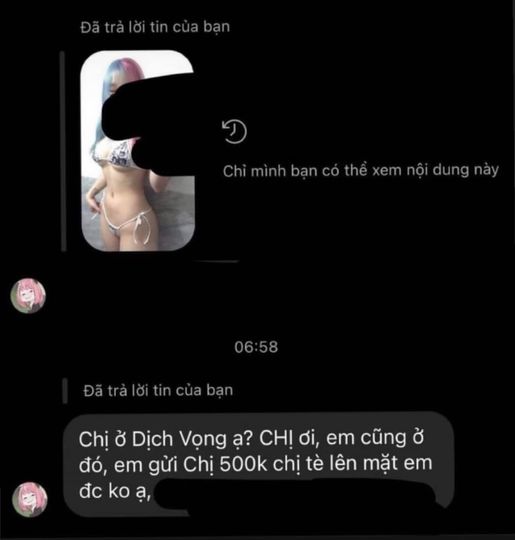 Đã trả lời tin của bạn
Chỉ mình bạn có thể xem nội dung này
06:58
Đã trả lời tin của bạn
Chị ở Dịch Vọng ạ? CHỊ ơi, em cũng ở
đó, em gửi Chị 500k chị tè lên mặt em
đc ko ạ,